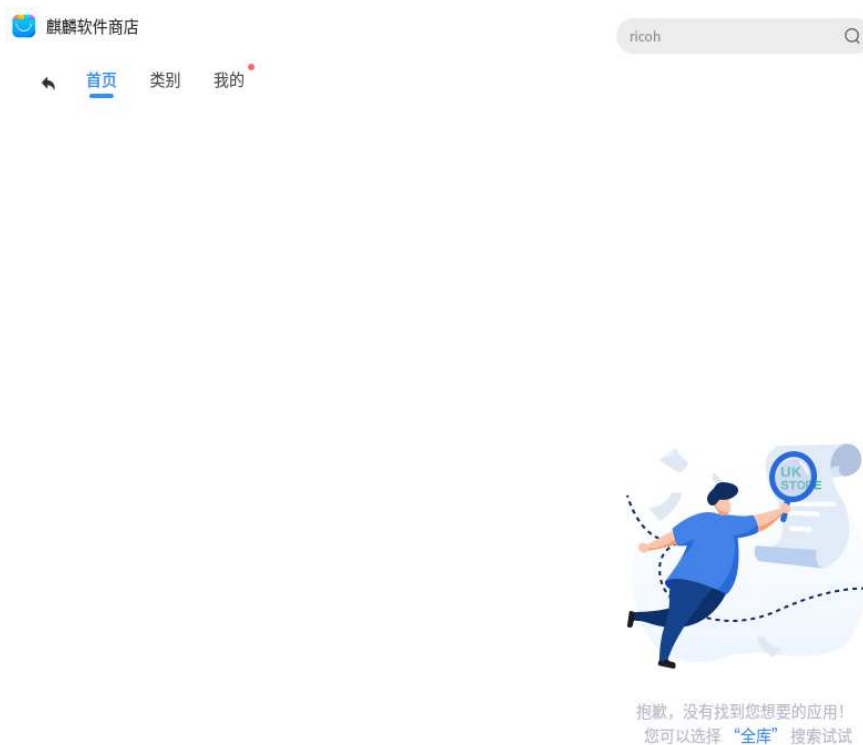 麒麟软件商店
ricoh
首页 类别 我的
UK
STORE
抱歉，没有找到您想要的应用！
您可以选择 “全库” 搜索试试